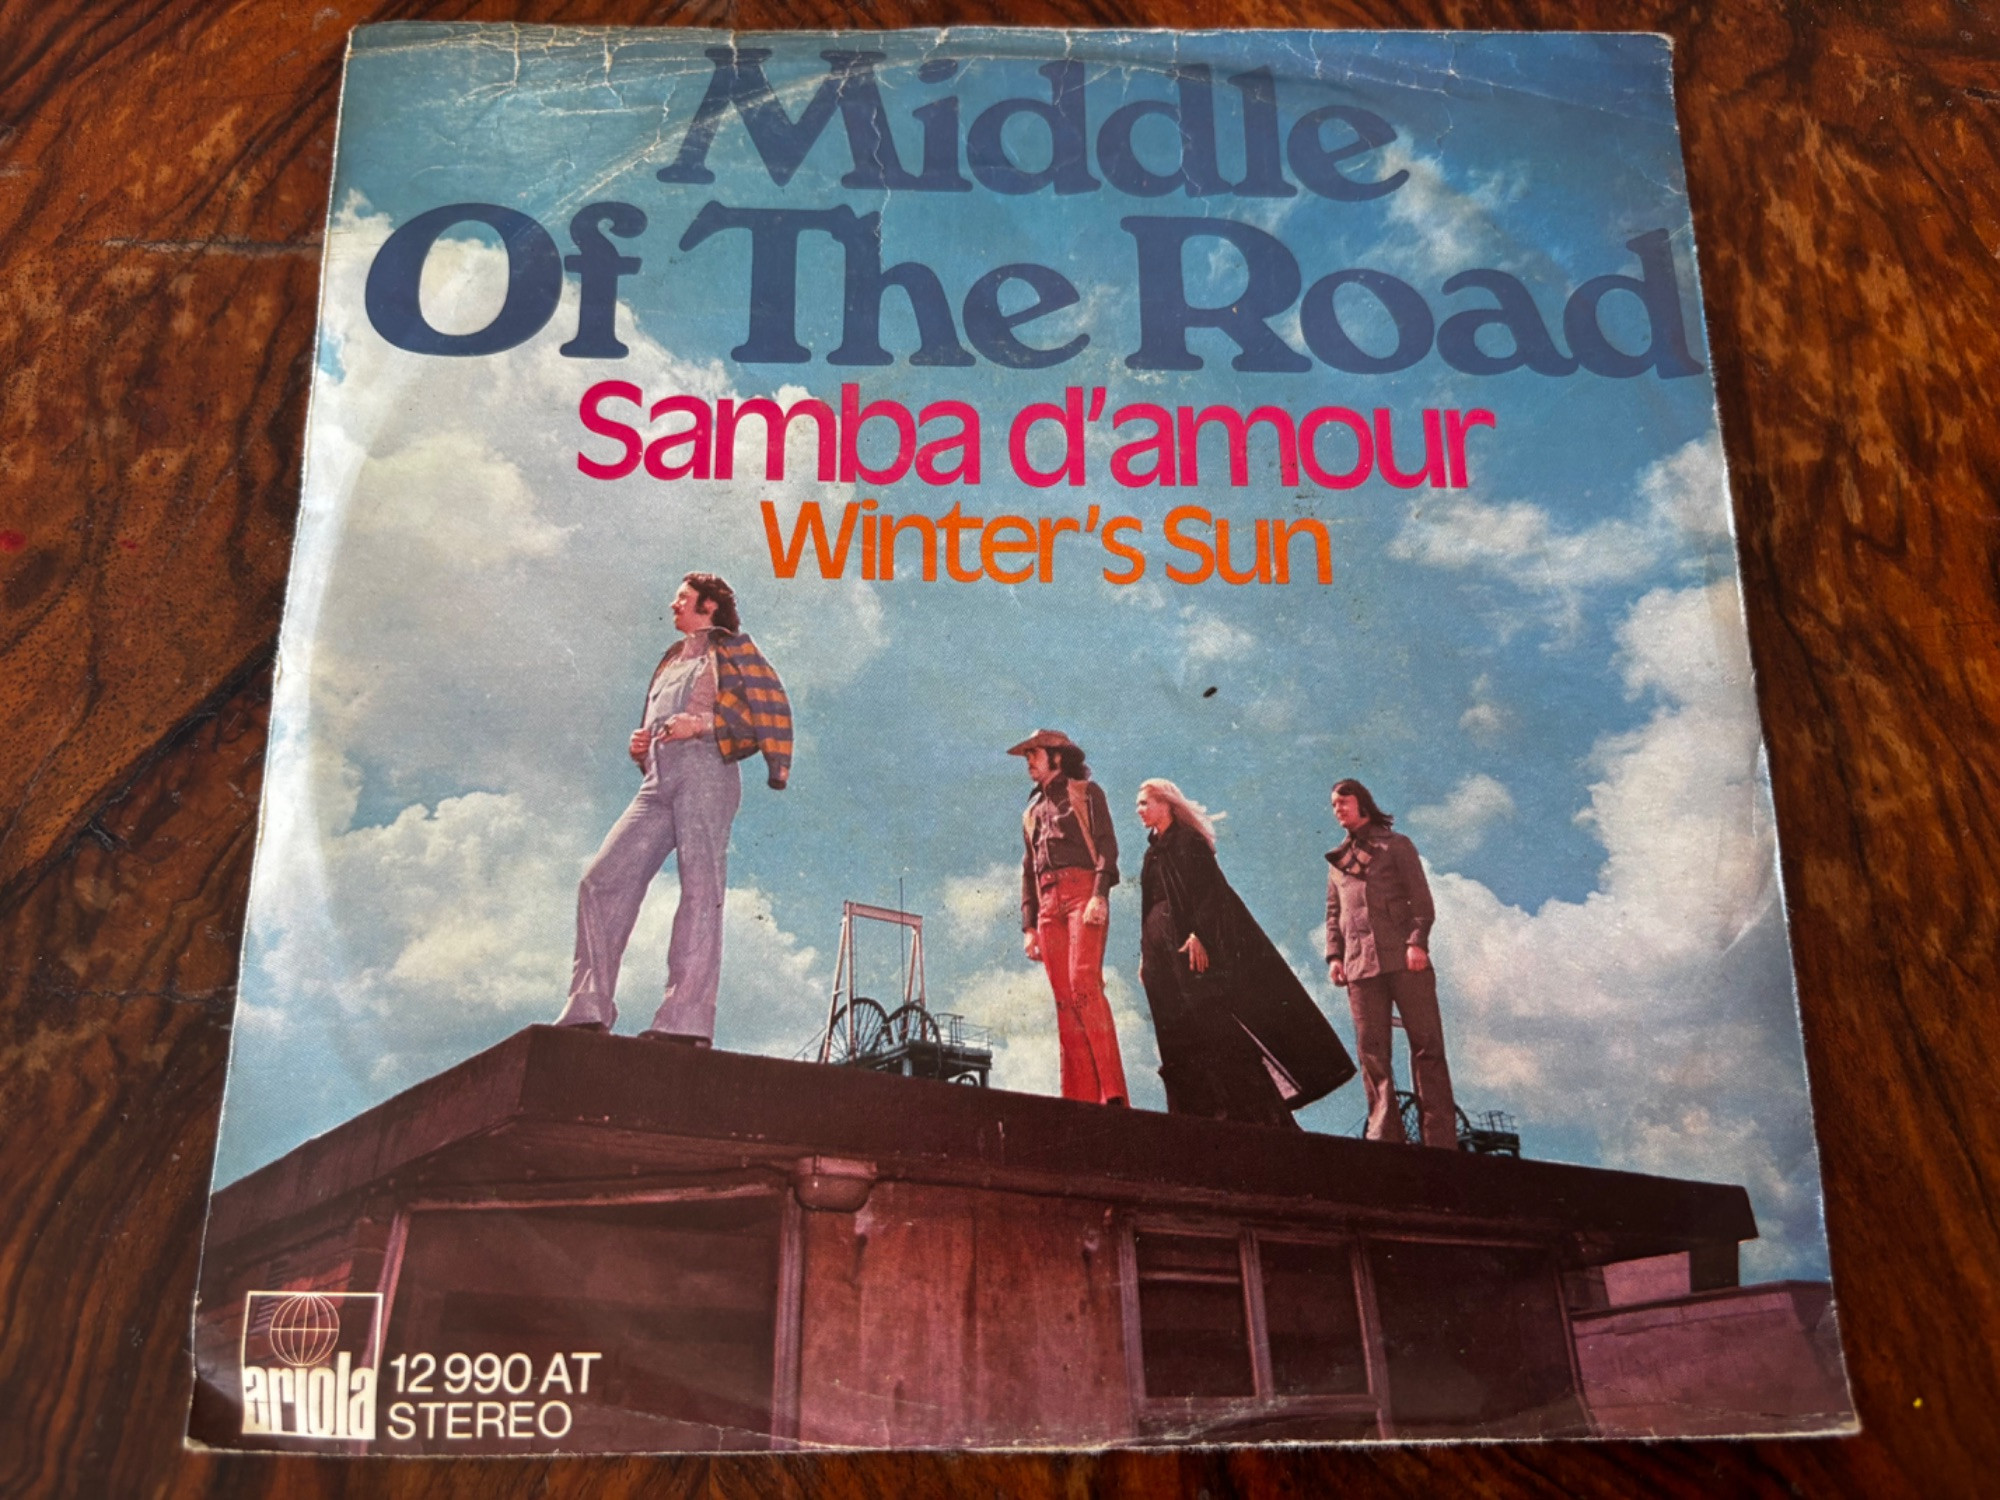 Middle
Of The Road
Samba d'amour
Winter's Sun
ariola
12 990 AT
STEREO